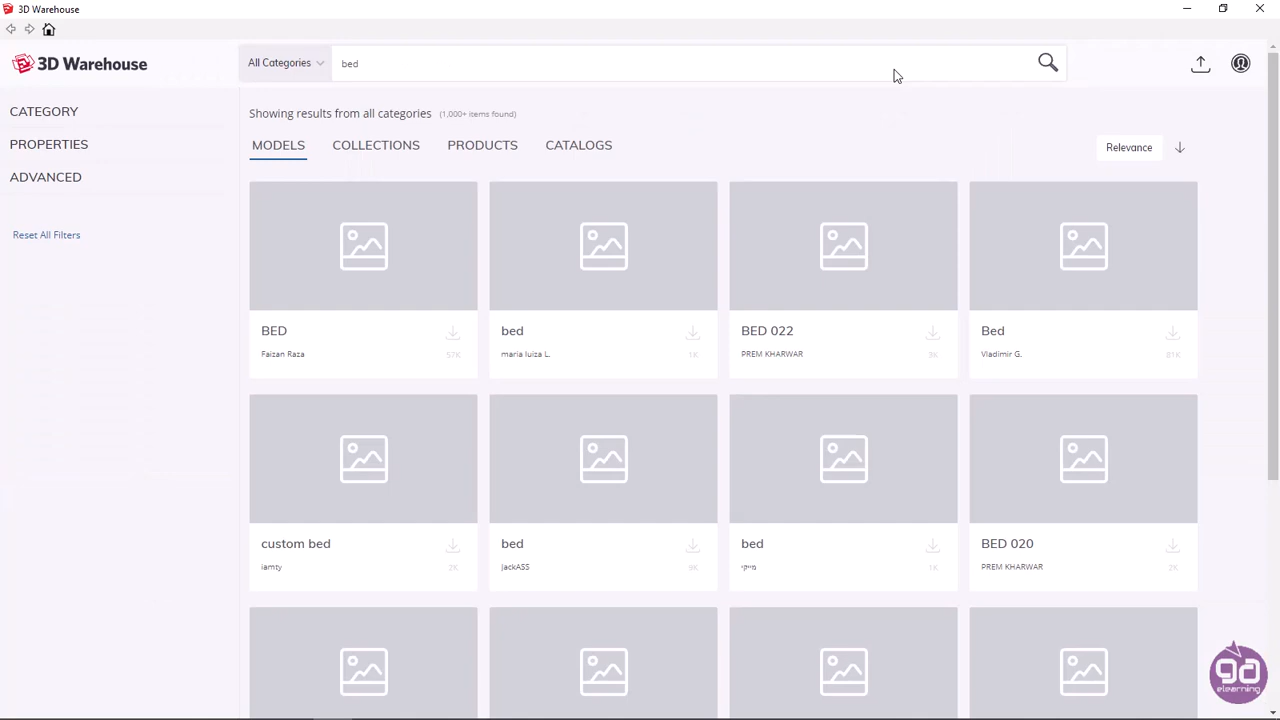 3D Warehouse
3D Warehouse
All Categories
bed
CATEGORY
PROPERTIES
ADVANCED
Reset All Filters
Showing results from all categories (1,000+ items found)
MODELS COLLECTIONS PRODUCTS CATALOGS
Relevance
BED bed BED 022 Bed
57K 1K 3K 81K
Faizan Raza maria luiza L. PREM KHARWAR Vladimir G.
custom bed bed bed BED 020
iamty JackASS מייקי PREM KHARWAR
2K 9K 1K 2K
ga
elearning